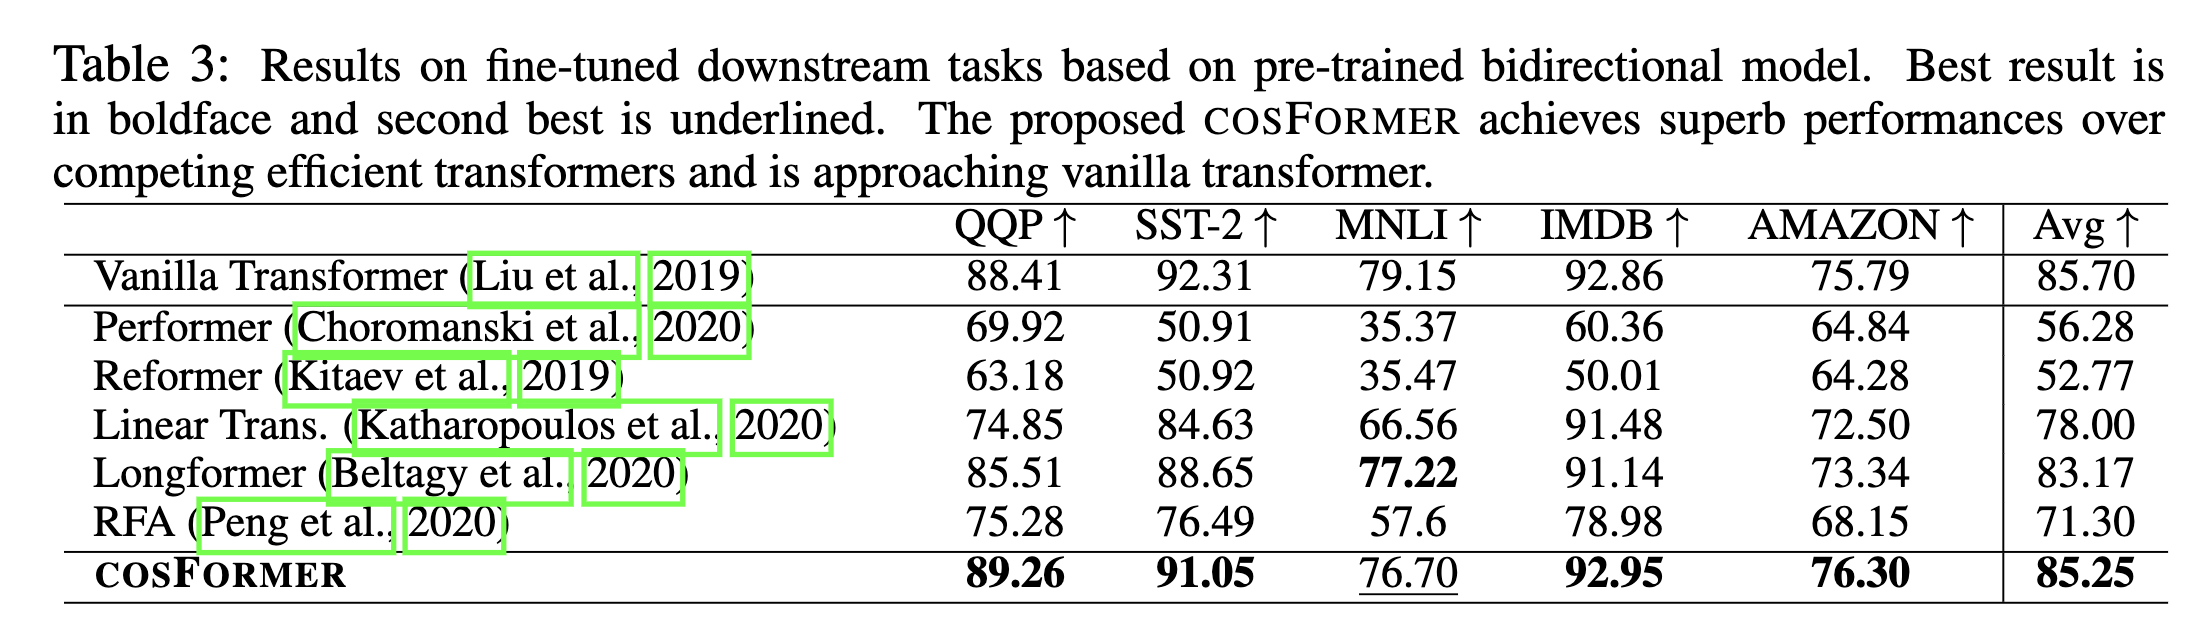 Table 3: Results on fine-tuned downstream tasks based on pre-trained bidirectional model. Best result is
in boldface and second best is underlined. The proposed COSFORMER achieves superb performances over
competing efficient transformers and is approaching vanilla transformer.
QQP ↑ SST-2 ↑ MNLI ↑ IMDB ↑ AMAZON ↑ Avg ↑
Vanilla Transformer (Liu et al., 2019) 88.41 92.31 79.15 92.86 75.79 85.70
Performer (Choromanski et al., 2020) 69.92 50.91 35.37 60.36 64.84 56.28
Reformer (Kitaev et al., 2019) 63.18 50.92 35.47 50.01 64.28 52.77
Linear Trans. (Katharopoulos et al., 2020) 74.85 84.63 66.56 91.48 72.50 78.00
Longformer (Beltagy et al., 2020) 85.51 88.65 77.22 91.14 73.34 83.17
RFA (Peng et al., 2020) 75.28 76.49 57.6 78.98 68.15 71.30
COSFORMER 89.26 91.05 76.70 92.95 76.30 85.25